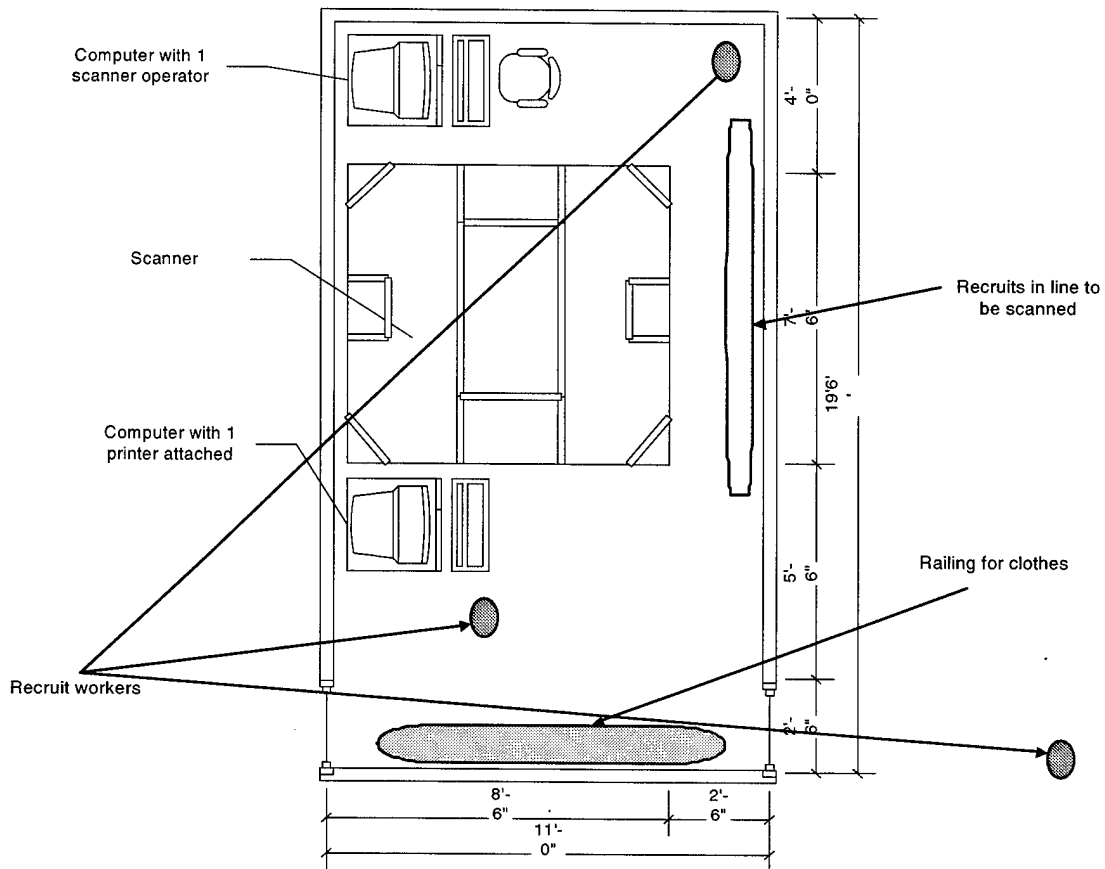 Computer with 1
scanner operator
4'-
0"
Scanner
7'-
6"
Recruits in line to
be scanned
19'6'
'
Computer with 1
printer attached
5'-
6"
Railing for clothes
Recruit workers
2'-
6"
8'-
6"
2'-
6"
11'-
0"